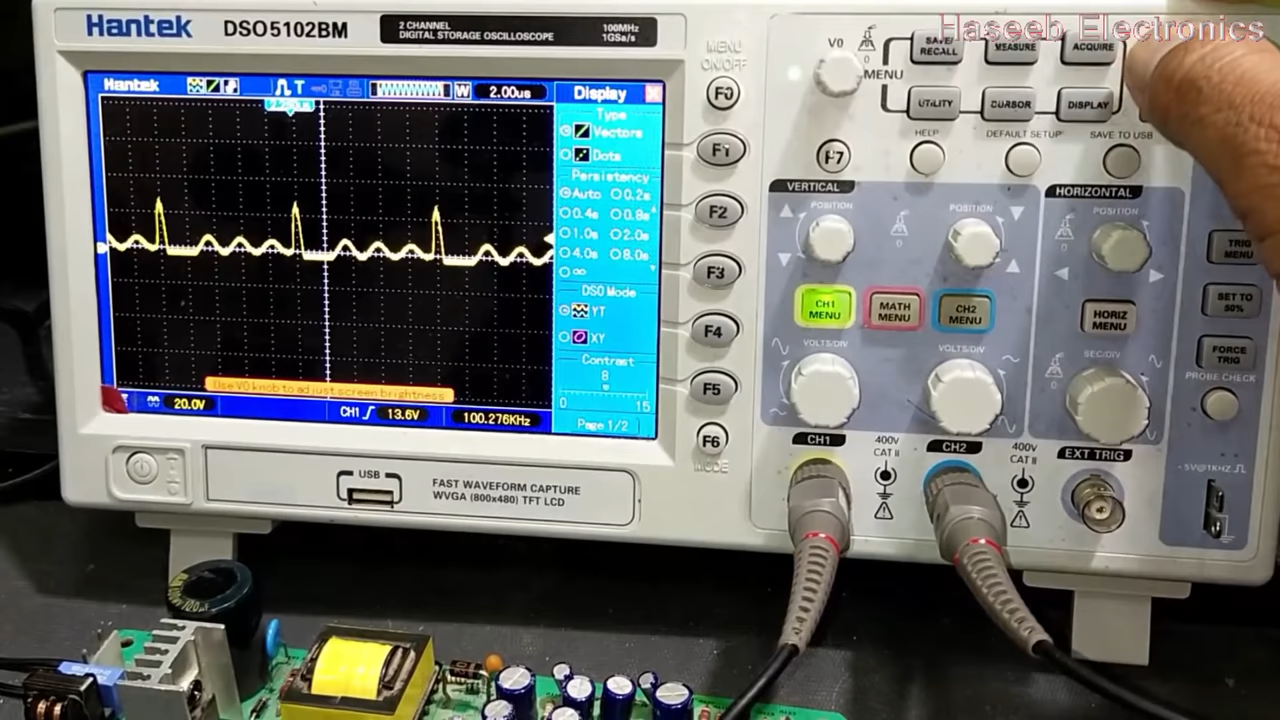 Haseeb Electronics
Hantek
DSO5102BM
2 CHANNEL
DIGITAL STORAGE OSCILLOSCOPE
100MHz
1GSa/s
Hantek
T
W
2.00us
Display
Type
Vectors
Dots
Persistency
Auto
0.2s
0.4s
0.8s
1.0s
2.0s
4.0s
8.0s
∞
DSO Mode
YT
XY
Contrast
8
0
15
Page 1/2
Use V0 knob to adjust screen brightness
20.0V
CH1
13.6V
100.276KHz
MENU
ON/OFF
F0
F1
F2
F3
F4
F5
F6
MODE
V0
0
MENU
SAVE/
RECALL
MEASURE
ACQUIRE
UTILITY
CURSOR
DISPLAY
F7
HELP
DEFAULT SETUP
SAVE TO USB
VERTICAL
POSITION
0
POSITION
CH1
MENU
MATH
MENU
CH2
MENU
VOLTS/DIV
VOLTS/DIV
CH1
400V
CAT II
CH2
400V
CAT II
HORIZONTAL
POSITION
0
HORIZ
MENU
SEC/DIV
0
EXT TRIG
TRIG
MENU
SET TO
50%
FORCE
TRIG
PROBE CHECK
5V@1KHZ
USB
FAST WAVEFORM CAPTURE
WVGA (800x480) TFT LCD